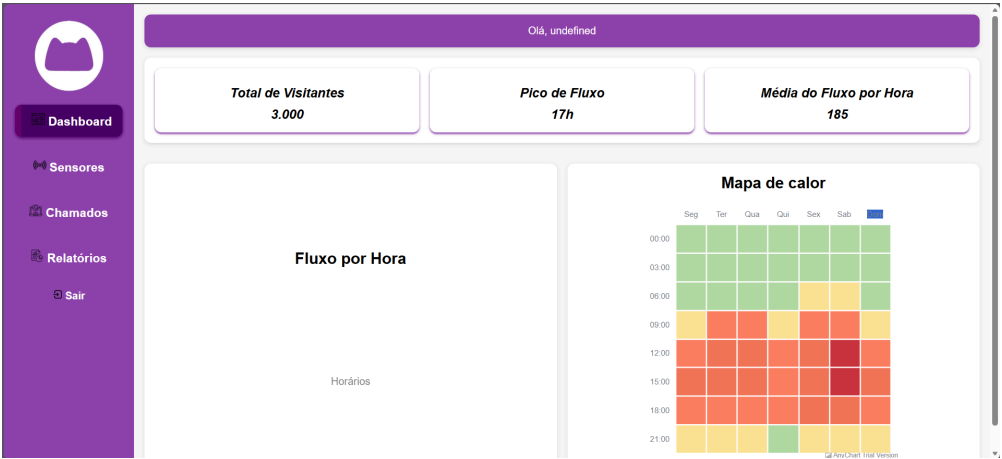 Olá, undefined
Total de Visitantes
3.000
Pico de Fluxo
17h
Média do Fluxo por Hora
185
Dashboard
Sensores
Chamados
Relatórios
Sair
Fluxo por Hora
Horários
Mapa de calor
Seg Ter Qua Qui Sex Sab
00:00
03:00
06:00
09:00
12:00
15:00
18:00
21:00
AnyChart Trial Version